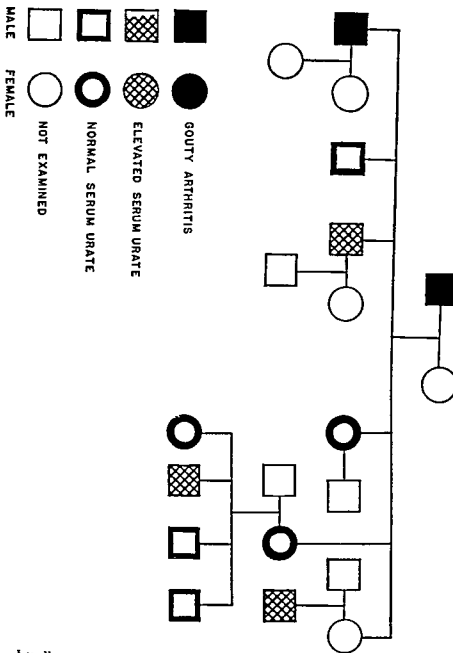 GOUTY ARTHRITIS
ELEVATED SERUM URATE
NORMAL SERUM URATE
NOT EXAMINED
MALE
FEMALE